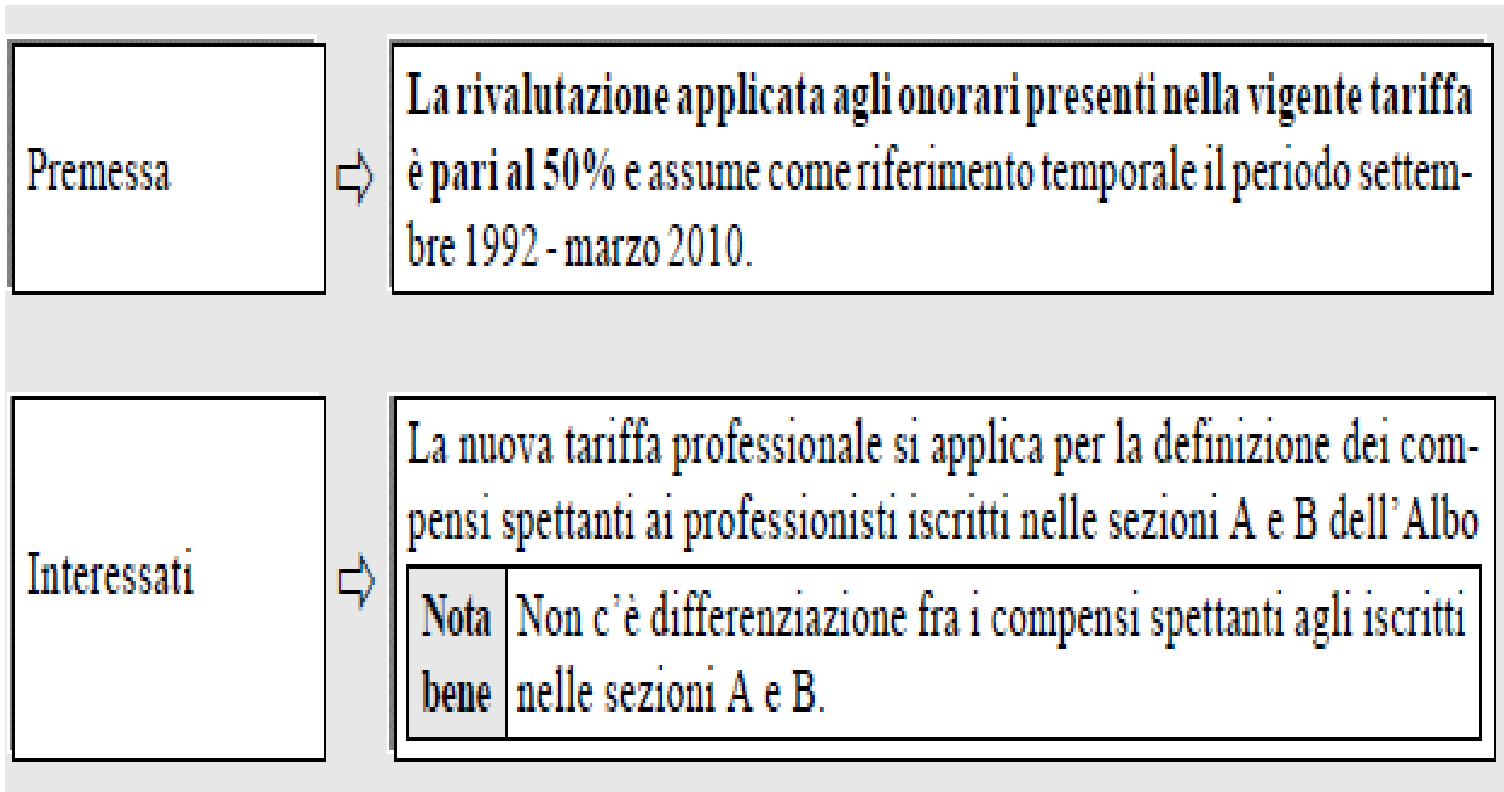 Premessa
La rivalutazione applicata agli onorari presenti nella vigente tariffa
è pari al 50% e assume come riferimento temporale il periodo settem-
bre 1992 - marzo 2010.
Interessati
La nuova tariffa professionale si applica per la definizione dei com-
pensi spettanti ai professionisti iscritti nelle sezioni A e B dell'Albo
Nota
bene
Non c'è differenziazione fra i compensi spettanti agli iscritti
nelle sezioni A e B.